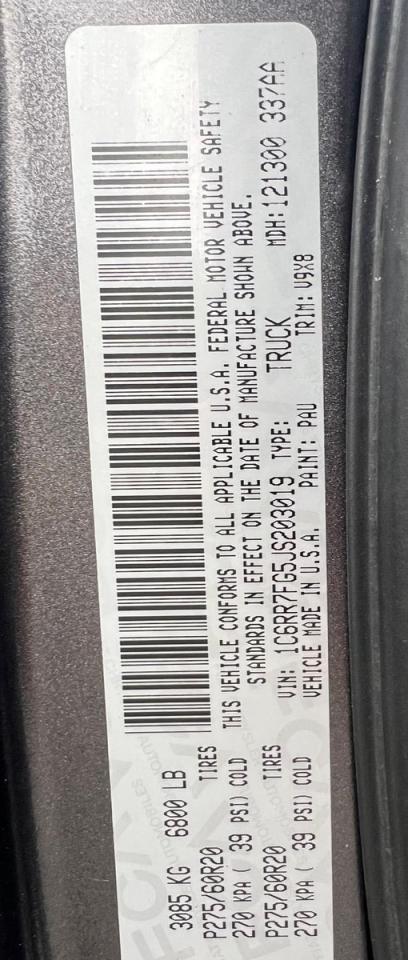 3085 KG 6800 LB
P275/60R20 TIRES
270 KPA ( 39 PSI) COLD
P275/60R20 TIRES
270 KPA ( 39 PSI) COLD
THIS VEHICLE CONFORMS TO ALL APPLICABLE U.S.A. FEDERAL MOTOR VEHICLE SAFETY
STANDARDS IN EFFECT ON THE DATE OF MANUFACTURE SHOWN ABOVE.
VIN: 1C6RR7FG5JS203019 TYPE: TRUCK MDH:121300 337AA
VEHICLE MADE IN U.S.A. PAINT: PAU TRIM: V9X8